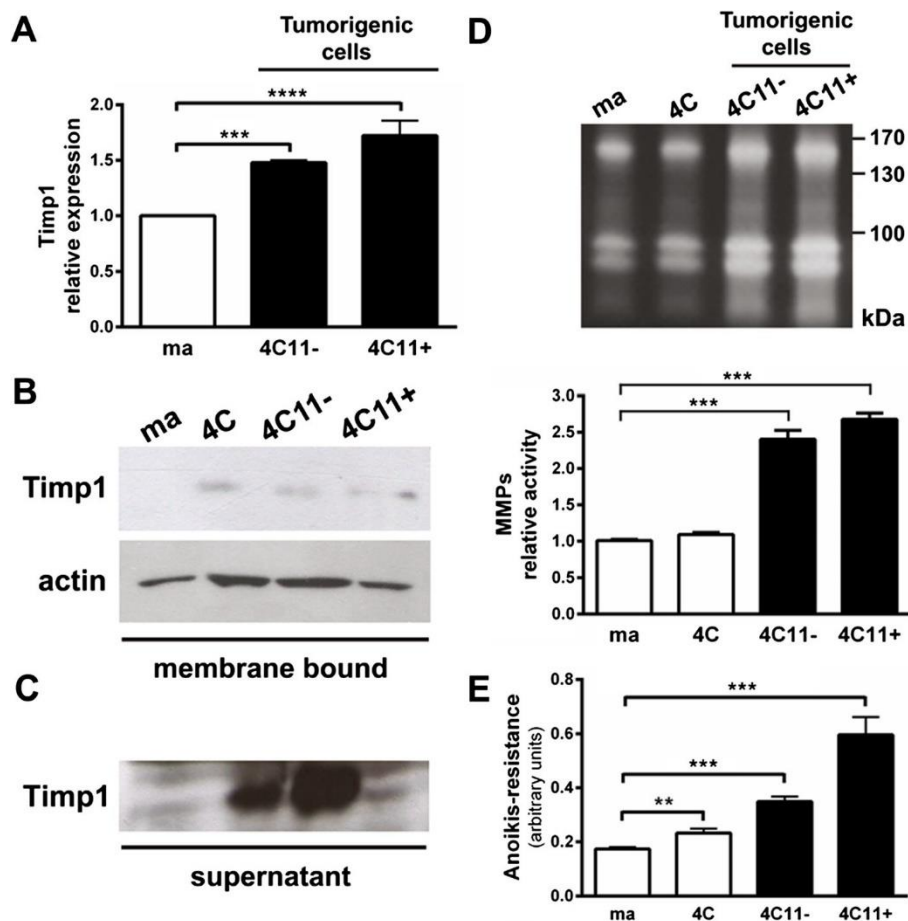 A
Tumorigenic
cells
****
***
2.0
1.5
1.0
0.5
0.0
Timp1
relative expression
ma
4C11-
4C11+
B
ma
4C
4C11-
4C11+
Timp1
actin
membrane bound
C
Timp1
supernatant
D
Tumorigenic
cells
ma
4C
4C11-
4C11+
170
130
100
kDa
***
***
3.0
2.5
2.0
1.5
1.0
0.5
0.0
MMPs
relative activity
ma
4C
4C11-
4C11+
E
***
***
**
0.8
0.6
0.4
0.2
0.0
Anoikis-resistance
(arbitrary units)
ma
4C
4C11-
4C11+